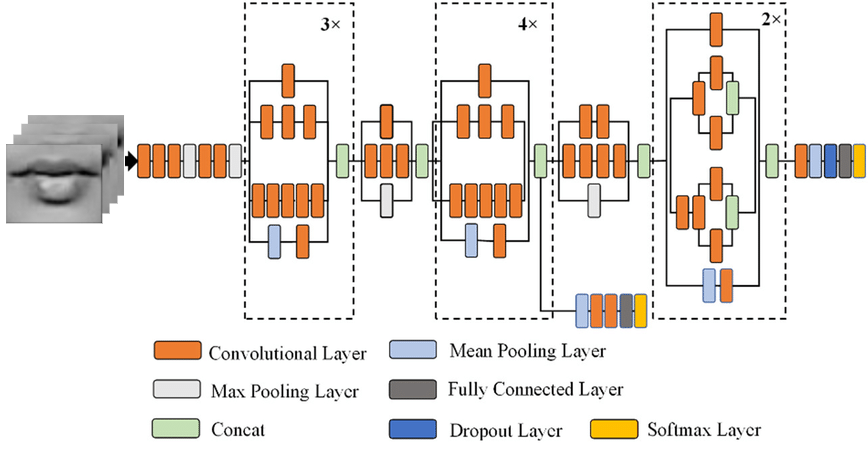 3×
4×
2×
Convolutional Layer
Mean Pooling Layer
Max Pooling Layer
Fully Connected Layer
Concat
Dropout Layer
Softmax Layer